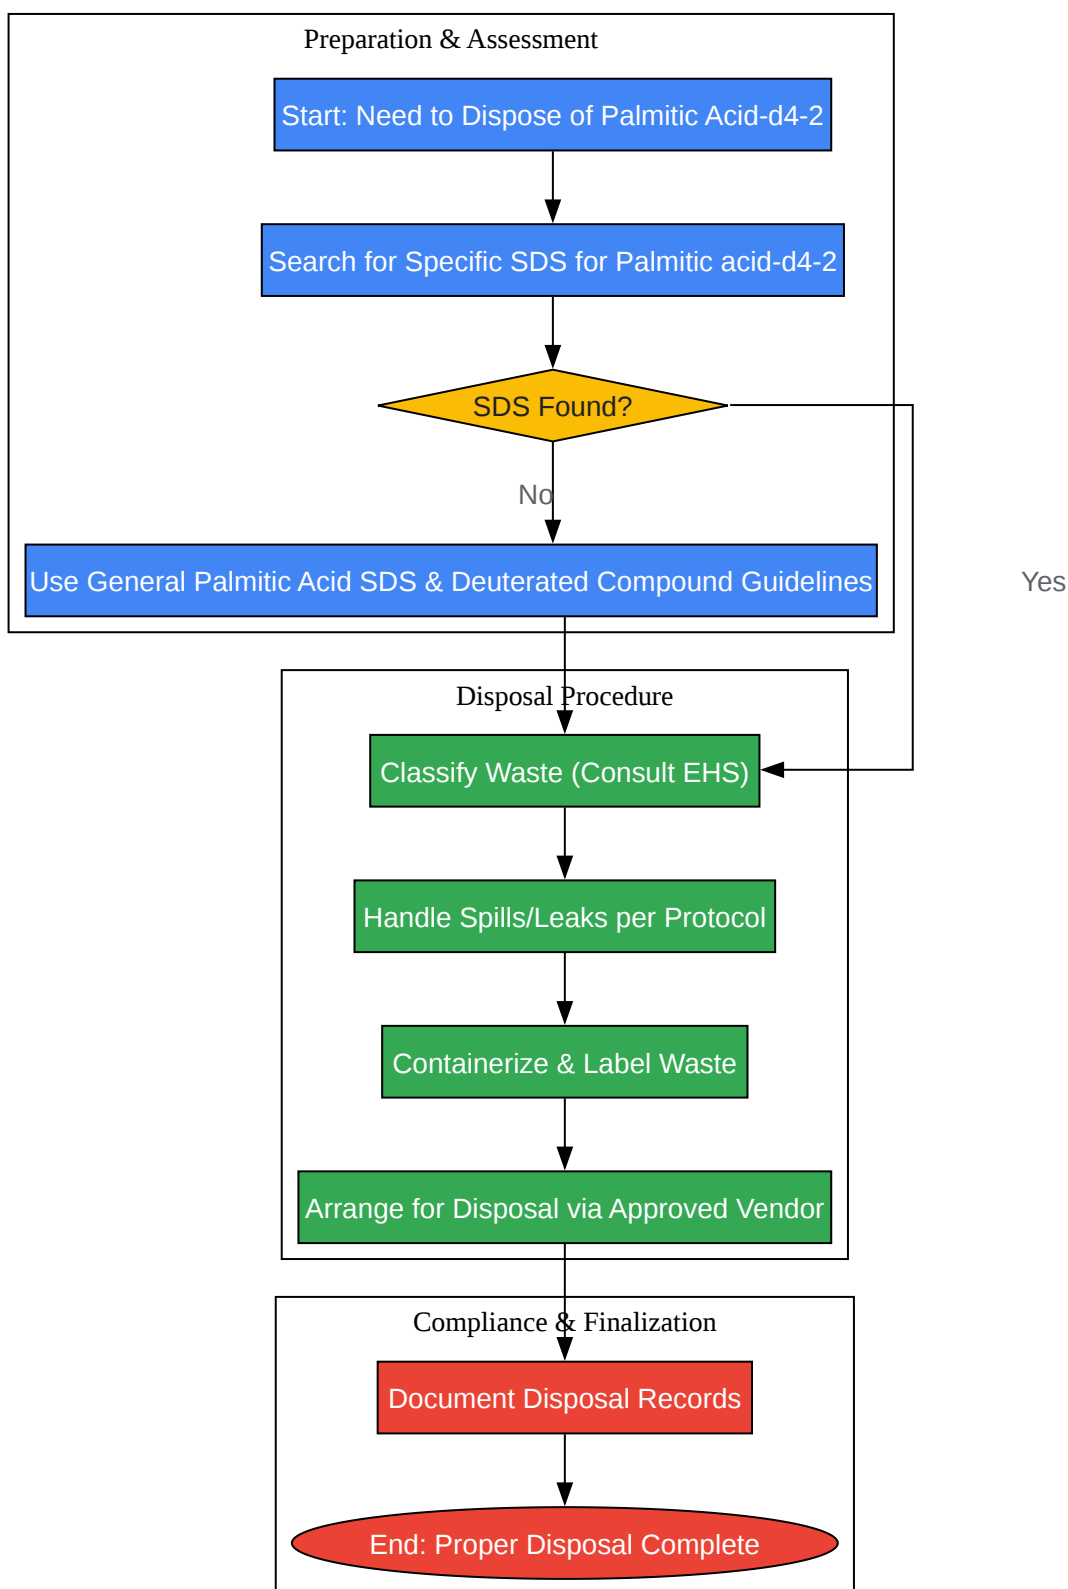 Preparation & Assessment
Start: Need to Dispose of Palmitic Acid-d4-2
Search for Specific SDS for Palmitic acid-d4-2
SDS Found?
No
Use General Palmitic Acid SDS & Deuterated Compound Guidelines
Yes
Disposal Procedure
Classify Waste (Consult EHS)
Handle Spills/Leaks per Protocol
Containerize & Label Waste
Arrange for Disposal via Approved Vendor
Compliance & Finalization
Document Disposal Records
End: Proper Disposal Complete